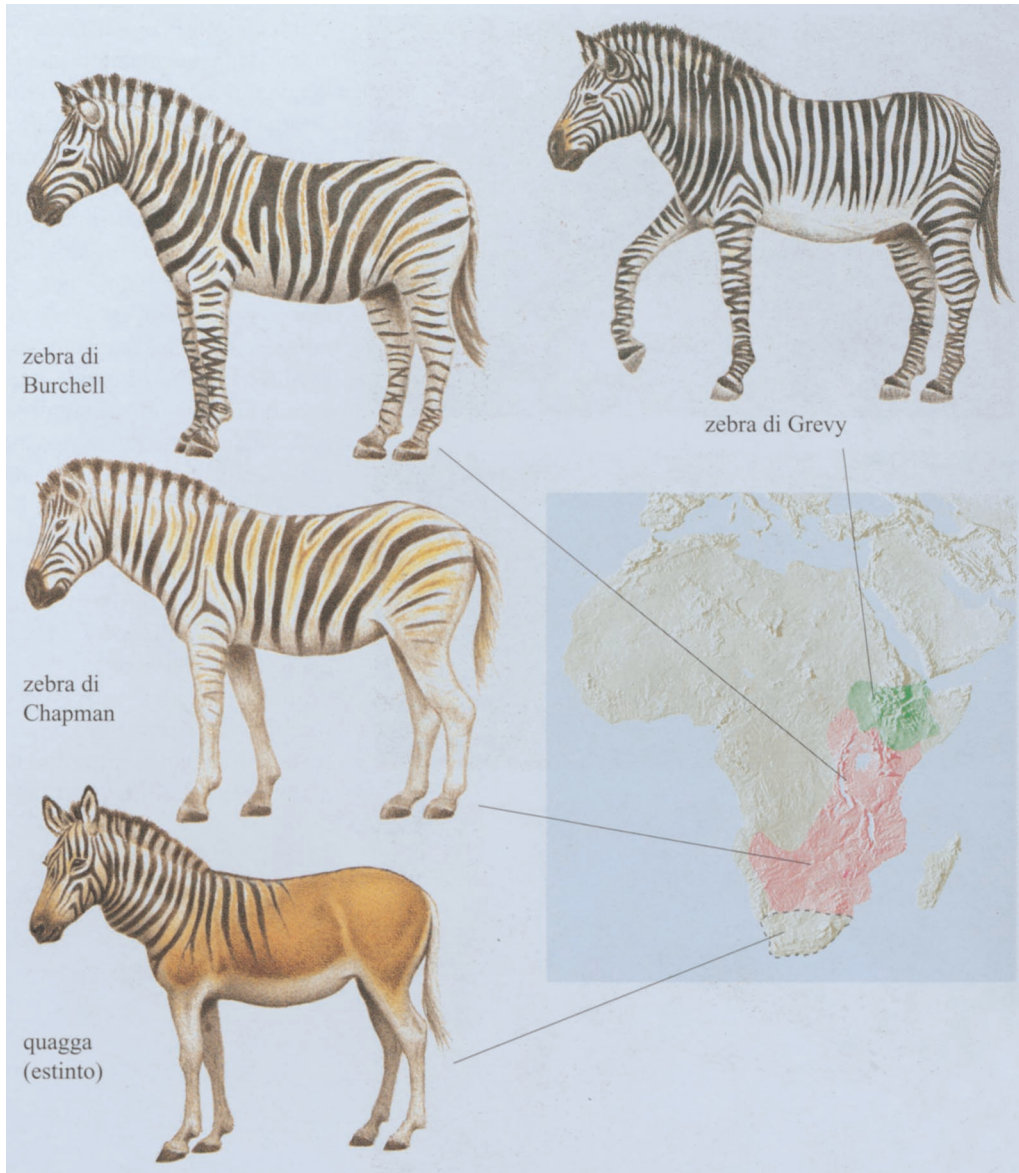 zebra di
Burchell
zebra di Grevy
zebra di
Chapman
quagga
(estinto)